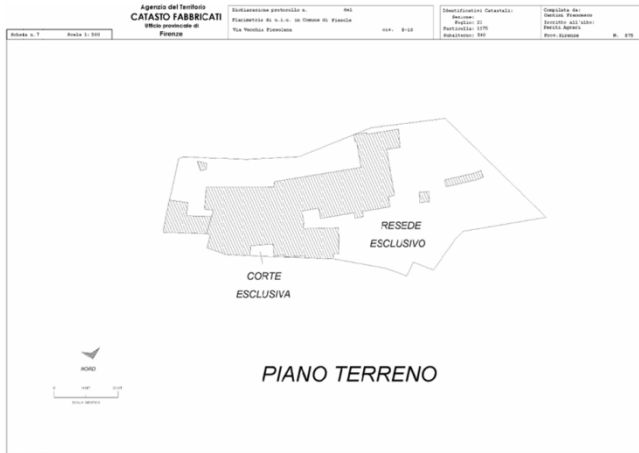 Agenzia del Territorio
CATASTO FABBRICATI
Ufficio provinciale di
Firenze
Scheda n.7 Scala 1: 500
Dichiarazione protocollo n. del
Planimetria di u.i.u. in Comune di Fiesole
Via Vecchia Fiesolana civ.
Identificativi Catastali:
Sezione:
Foglio: 21
Particella: 1075
Subalterno: 500
Compilata da:
Francesco
Iscritto all'albo:
Periti Agrari
Prov. Firenze N. 875
RESEDE
ESCLUSIVO
CORTE
ESCLUSIVA
NORD
PIANO TERRENO